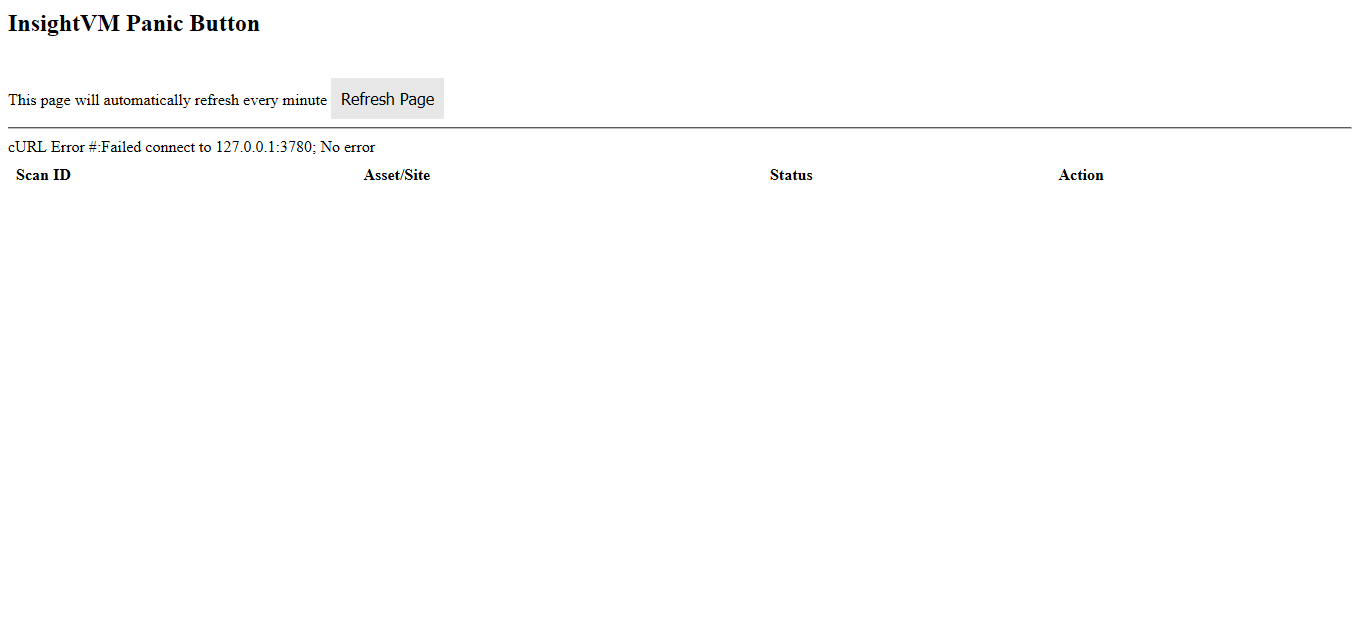 InsightVM Panic Button
This page will automatically refresh every minute Refresh Page
cURL Error #:Failed connect to 127.0.0.1:3780; No error
Scan ID Asset/Site Status Action